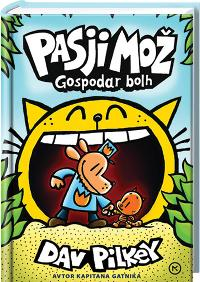 PASJI MOŽ
Gospodar bolh
DAV PILKEY
AVTOR KAPITANA GATNIKA
M